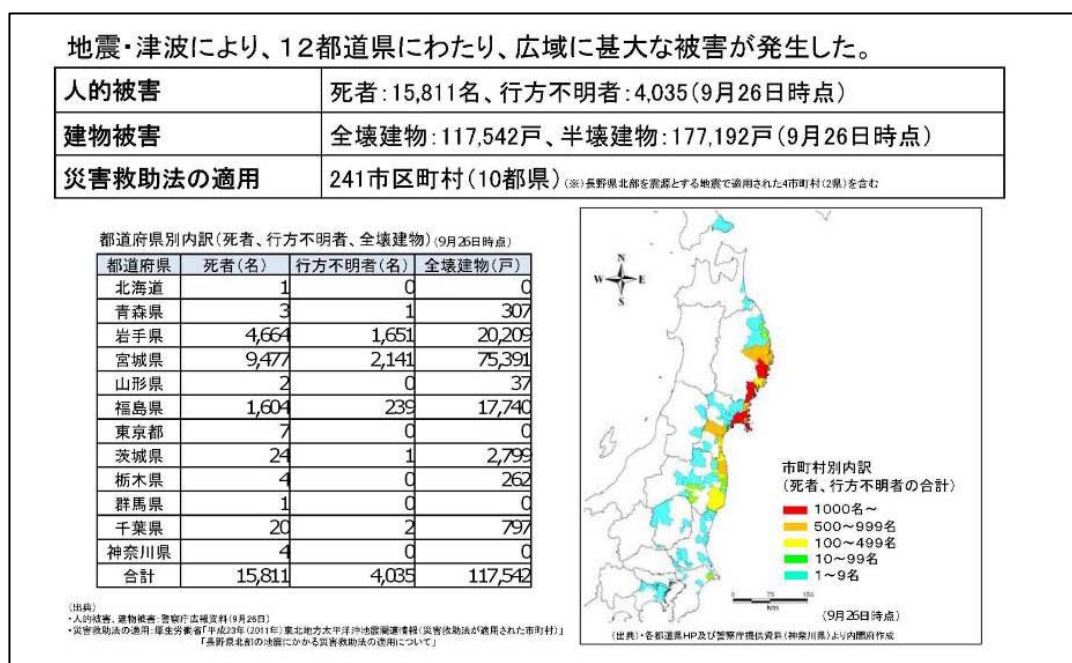 地震・津波により、12都道県にわたり、広域に甚大な被害が発生した。
人的被害 死者：15,811名、行方不明者：4,035(9月26日時点)
建物被害 全壊建物：117,542戸、半壊建物：177,192戸(9月26日時点)
災害救助法の適用 241市区町村(10都県)(※)長野県北部を震源とする地震で適用された4市町村(2県)を含む
都道府県別内訳(死者、行方不明者、全壊建物)(9月26日時点)
都道府県 死者(名) 行方不明者(名) 全壊建物(戸)
北海道 1 0 0
青森県 3 1 307
岩手県 4,664 1,651 20,209
宮城県 9,477 2,141 75,391
山形県 2 0 37
福島県 1,604 239 17,740
東京都 7 0 0
茨城県 24 1 2,799
栃木県 4 0 262
群馬県 1 0 0
千葉県 20 2 797
神奈川県 4 0 0
合計 15,811 4,035 117,542
(出典)
・人的被害、建物被害：警察庁広報資料(9月26日)
・災害救助法の適用：厚生労働省「平成23年(2011年)東北地方太平洋沖地震関連情報(災害救助法が適用された市町村)」
「長野県北部の地震にかかる災害救助法の適用について」
N
W E
S
市町村別内訳
(死者、行方不明者の合計)
1000名～
500～999名
100～499名
10～99名
1～9名
0 75 150
km
(9月26日時点)
(出典)・各都道県HP及び警察庁提供資料(神奈川県)より内閣府作成